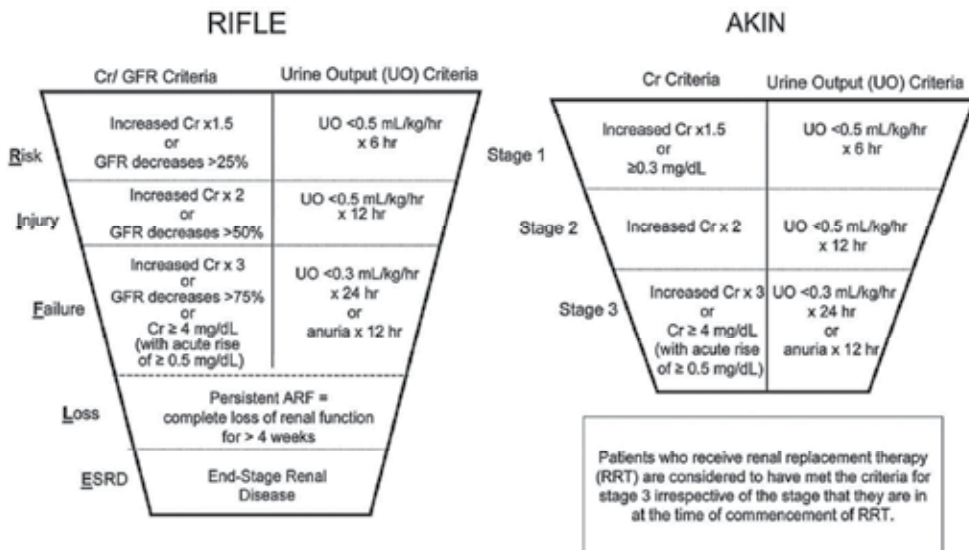 RIFLE
Cr/ GFR Criteria
Urine Output (UO) Criteria
Risk
Increased Cr x1.5
or
GFR decreases >25%
UO <0.5 mL/kg/hr
x 6 hr
Injury
Increased Cr x 2
or
GFR decreases >50%
UO <0.5 mL/kg/hr
x 12 hr
Failure
Increased Cr x 3
or
GFR decreases >75%
or
Cr ≥ 4 mg/dL
(with acute rise
of ≥ 0.5 mg/dL)
UO <0.3 mL/kg/hr
x 24 hr
or
anuria x 12 hr
Loss
Persistent ARF =
complete loss of renal function
for > 4 weeks
ESRD
End-Stage Renal
Disease
AKIN
Cr Criteria
Urine Output (UO) Criteria
Stage 1
Increased Cr x1.5
or
≥0.3 mg/dL
UO <0.5 mL/kg/hr
x 6 hr
Stage 2
Increased Cr x 2
UO <0.5 mL/kg/hr
x 12 hr
Stage 3
Increased Cr x 3
or
Cr ≥ 4 mg/dL
(with acute rise
of ≥ 0.5 mg/dL)
UO <0.3 mL/kg/hr
x 24 hr
or
anuria x 12 hr
Patients who receive renal replacement therapy
(RRT) are considered to have met the criteria for
stage 3 irrespective of the stage that they are in
at the time of commencement of RRT.